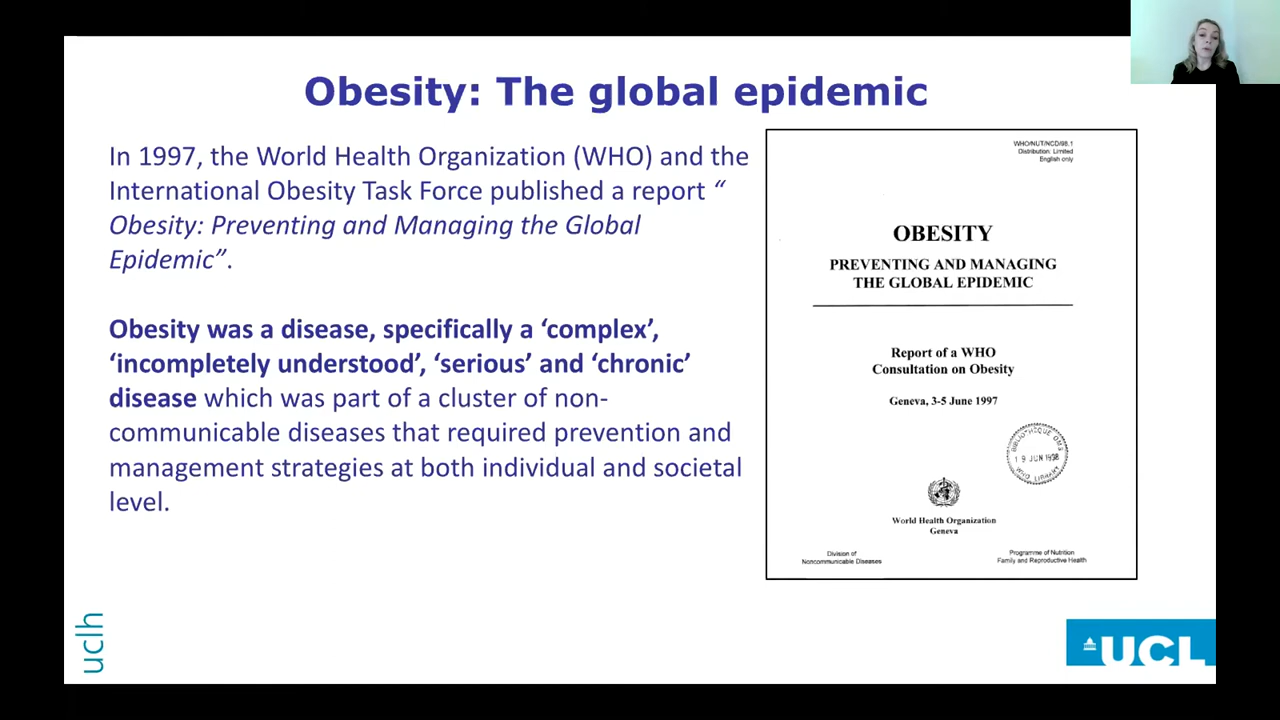 Obesity: The global epidemic
In 1997, the World Health Organization (WHO) and the
International Obesity Task Force published a report “
Obesity: Preventing and Managing the Global
Epidemic”.
Obesity was a disease, specifically a ‘complex’,
‘incompletely understood’, ‘serious’ and ‘chronic’
disease which was part of a cluster of non-
communicable diseases that required prevention and
management strategies at both individual and societal
level.
WHO/NUT/NCD/98.1
Distribution: Limited
English only
OBESITY
PREVENTING AND MANAGING
THE GLOBAL EPIDEMIC
Report of a WHO
Consultation on Obesity
Geneva, 3-5 June 1997
BIBLIOTHEQUE OMS
19 JUN 1998
WHO LIBRARY
World Health Organization
Geneva
Division of
Noncommunicable Diseases
Programme of Nutrition
Family and Reproductive Health
uclh
UCL